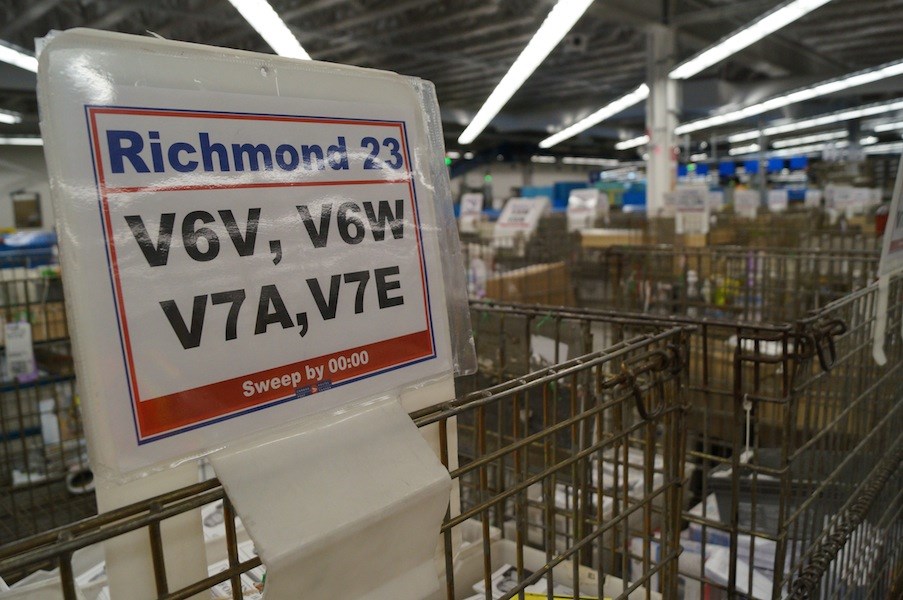 Richmond 23
V6V, V6W
V7A,V7E
Sweep by 00:00